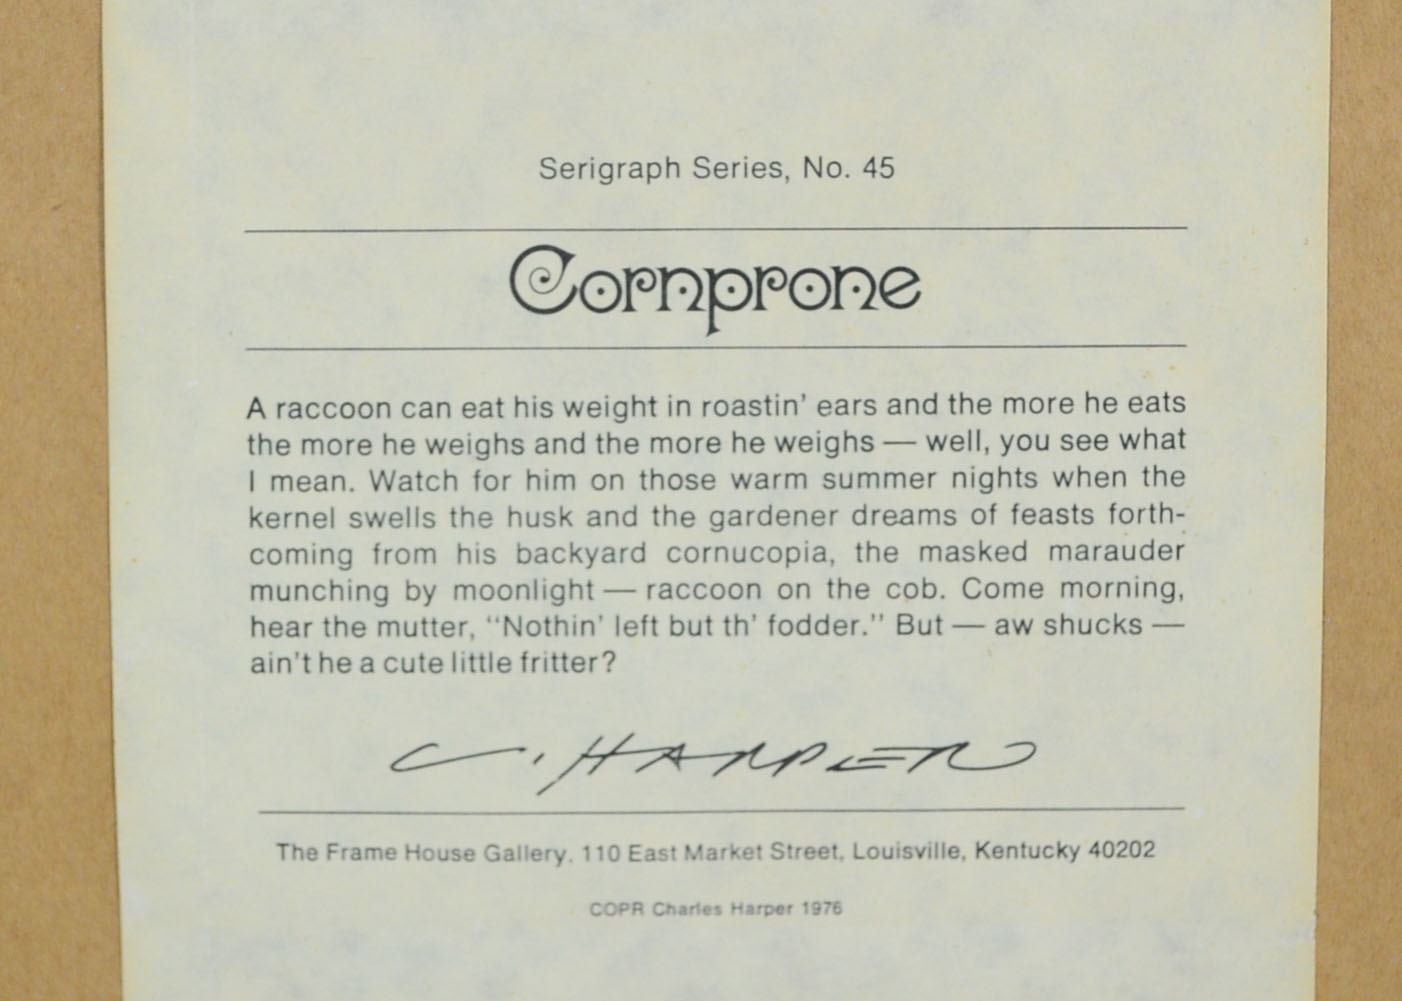 Serigraph Series, No. 45
Cornprone
A raccoon can eat his weight in roastin' ears and the more he eats
the more he weighs and the more he weighs — well, you see what
I mean. Watch for him on those warm summer nights when the
kernel swells the husk and the gardener dreams of feasts forth-
coming from his backyard cornucopia, the masked marauder
munching by moonlight — raccoon on the cob. Come morning,
hear the mutter, "Nothin' left but th' fodder." But — aw shucks —
ain't he a cute little fritter?
C. HARPER
The Frame House Gallery, 110 East Market Street, Louisville, Kentucky 40202
COPR Charles Harper 1976